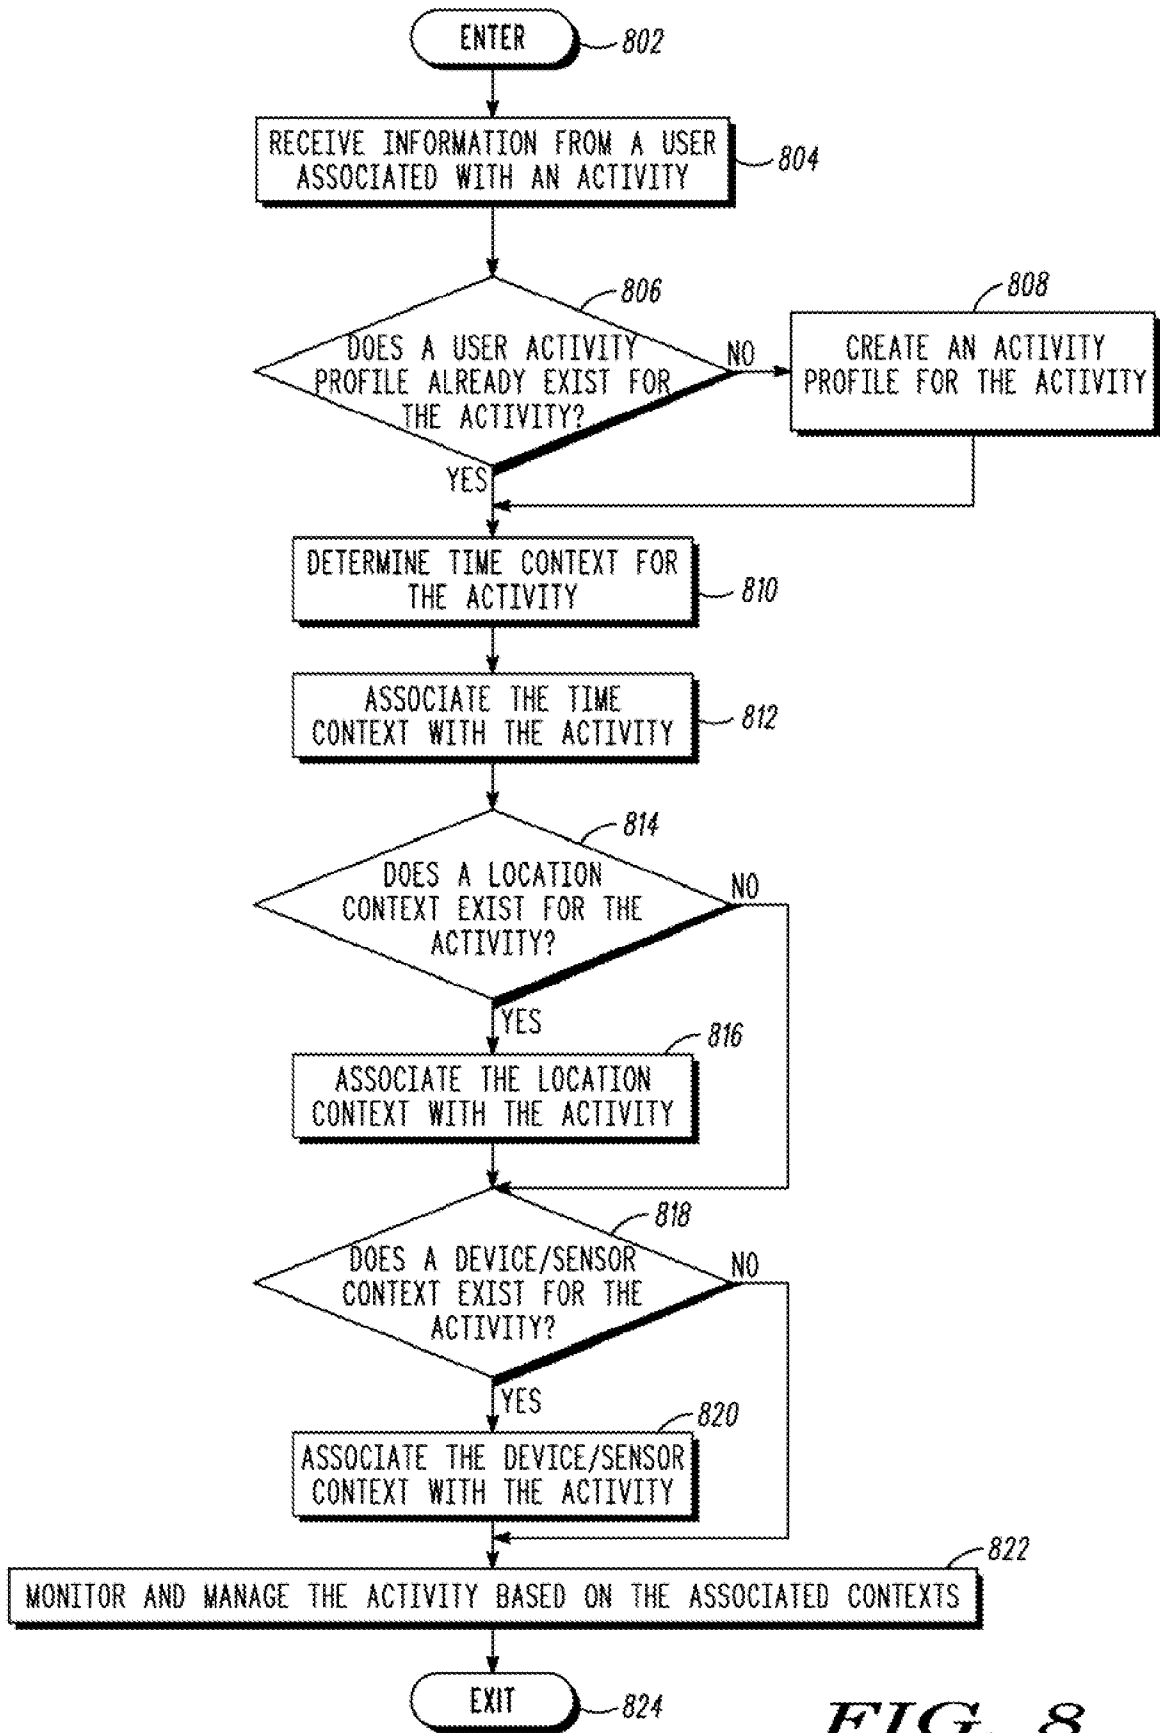 ENTER
802
RECEIVE INFORMATION FROM A USER
ASSOCIATED WITH AN ACTIVITY
804
806
DOES A USER ACTIVITY
PROFILE ALREADY EXIST FOR
THE ACTIVITY?
NO
YES
808
CREATE AN ACTIVITY
PROFILE FOR THE ACTIVITY
DETERMINE TIME CONTEXT FOR
THE ACTIVITY
810
ASSOCIATE THE TIME
CONTEXT WITH THE ACTIVITY
812
814
DOES A LOCATION
CONTEXT EXIST FOR THE
ACTIVITY?
NO
YES
816
ASSOCIATE THE LOCATION
CONTEXT WITH THE ACTIVITY
818
DOES A DEVICE/SENSOR
CONTEXT EXIST FOR THE
ACTIVITY?
NO
YES
820
ASSOCIATE THE DEVICE/SENSOR
CONTEXT WITH THE ACTIVITY
822
MONITOR AND MANAGE THE ACTIVITY BASED ON THE ASSOCIATED CONTEXTS
EXIT
824
FIG. 8